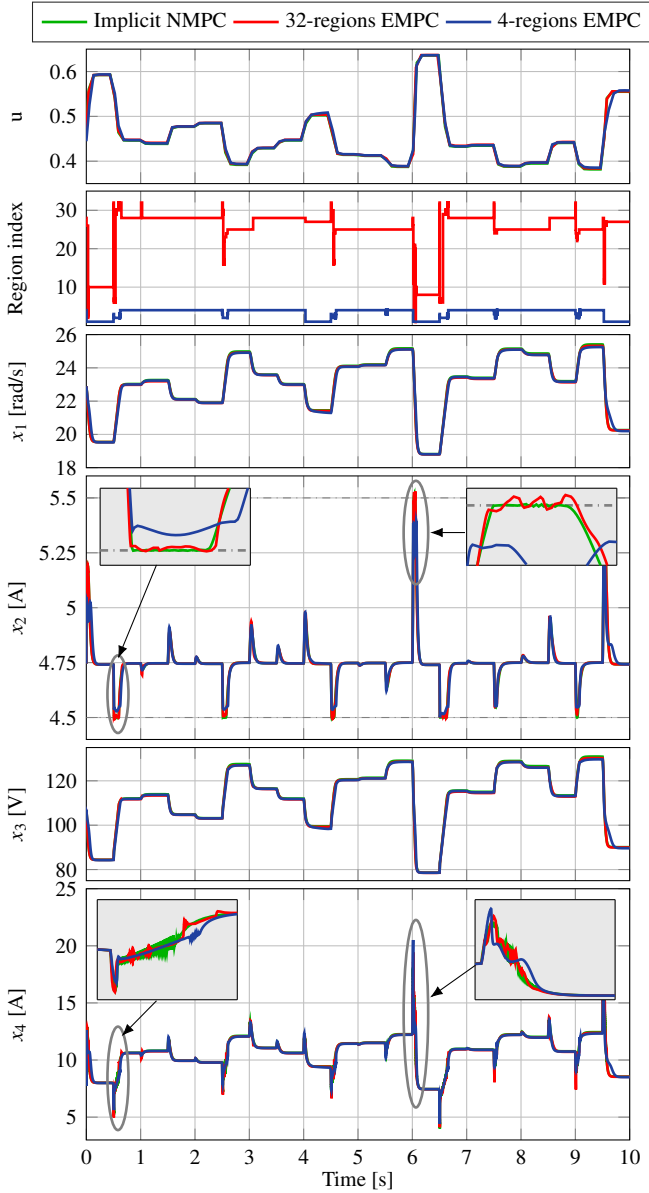 Implicit NMPC 32-regions EMPC 4-regions EMPC
0.6
0.5
0.4
u
30
20
10
Region index
26
24
22
20
18
x₁ [rad/s]
5.5
5.25
5
4.75
4.5
x₂ [A]
120
100
80
x₃ [V]
25
20
15
10
5
x₄ [A]
0 1 2 3 4 5 6 7 8 9 10
Time [s]